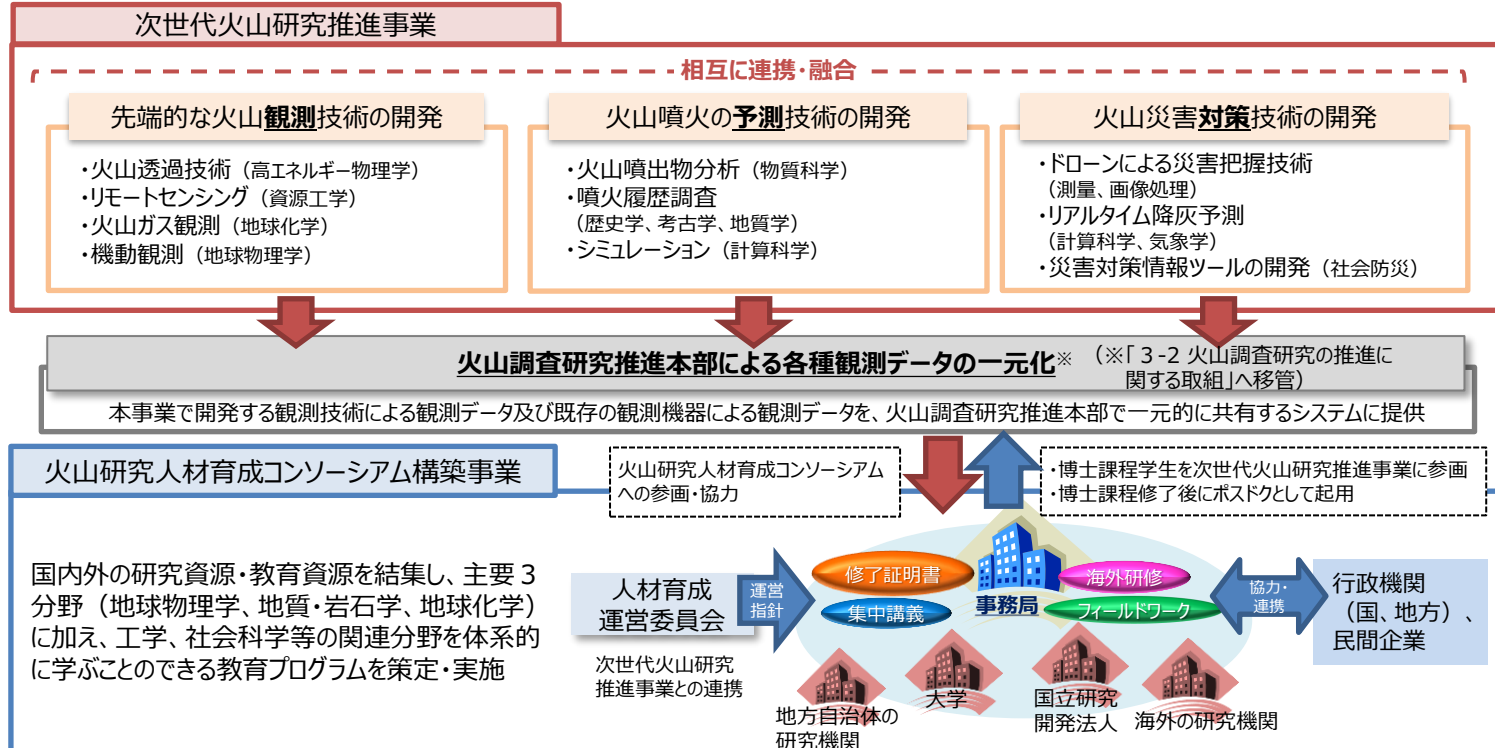 次世代火山研究推進事業
相互に連携・融合
先端的な火山観測技術の開発
・火山透過技術（高エネルギー物理学）
・リモートセンシング（資源工学）
・火山ガス観測（地球化学）
・機動観測（地球物理学）
火山噴火の予測技術の開発
・火山噴出物分析（物質科学）
・噴火履歴調査
（歴史学、考古学、地質学）
・シミュレーション（計算科学）
火山災害対策技術の開発
・ドローンによる災害把握技術
（測量、画像処理）
・リアルタイム降灰予測
（計算科学、気象学）
・災害対策情報ツールの開発（社会防災）
火山調査研究推進本部による各種観測データの一元化※
（※「３-2 火山調査研究の推進に
関する取組」へ移管）
本事業で開発する観測技術による観測データ及び既存の観測機器による観測データを、火山調査研究推進本部で一元的に共有するシステムに提供
火山研究人材育成コンソーシアム構築事業
火山研究人材育成コンソーシアム
への参画・協力
・博士課程学生を次世代火山研究推進事業に参画
・博士課程修了後にポスドクとして起用
国内外の研究資源・教育資源を結集し、主要３
分野（地球物理学、地質・岩石学、地球化学）
に加え、工学、社会科学等の関連分野を体系的
に学ぶことのできる教育プログラムを策定・実施
人材育成
運営委員会
次世代火山研究
推進事業との連携
運営
指針
修了証明書
集中講義
事務局
海外研修
フィールドワーク
協力・
連携
行政機関
（国、地方）、
民間企業
地方自治体の
研究機関
大学
国立研究
開発法人
海外の研究機関